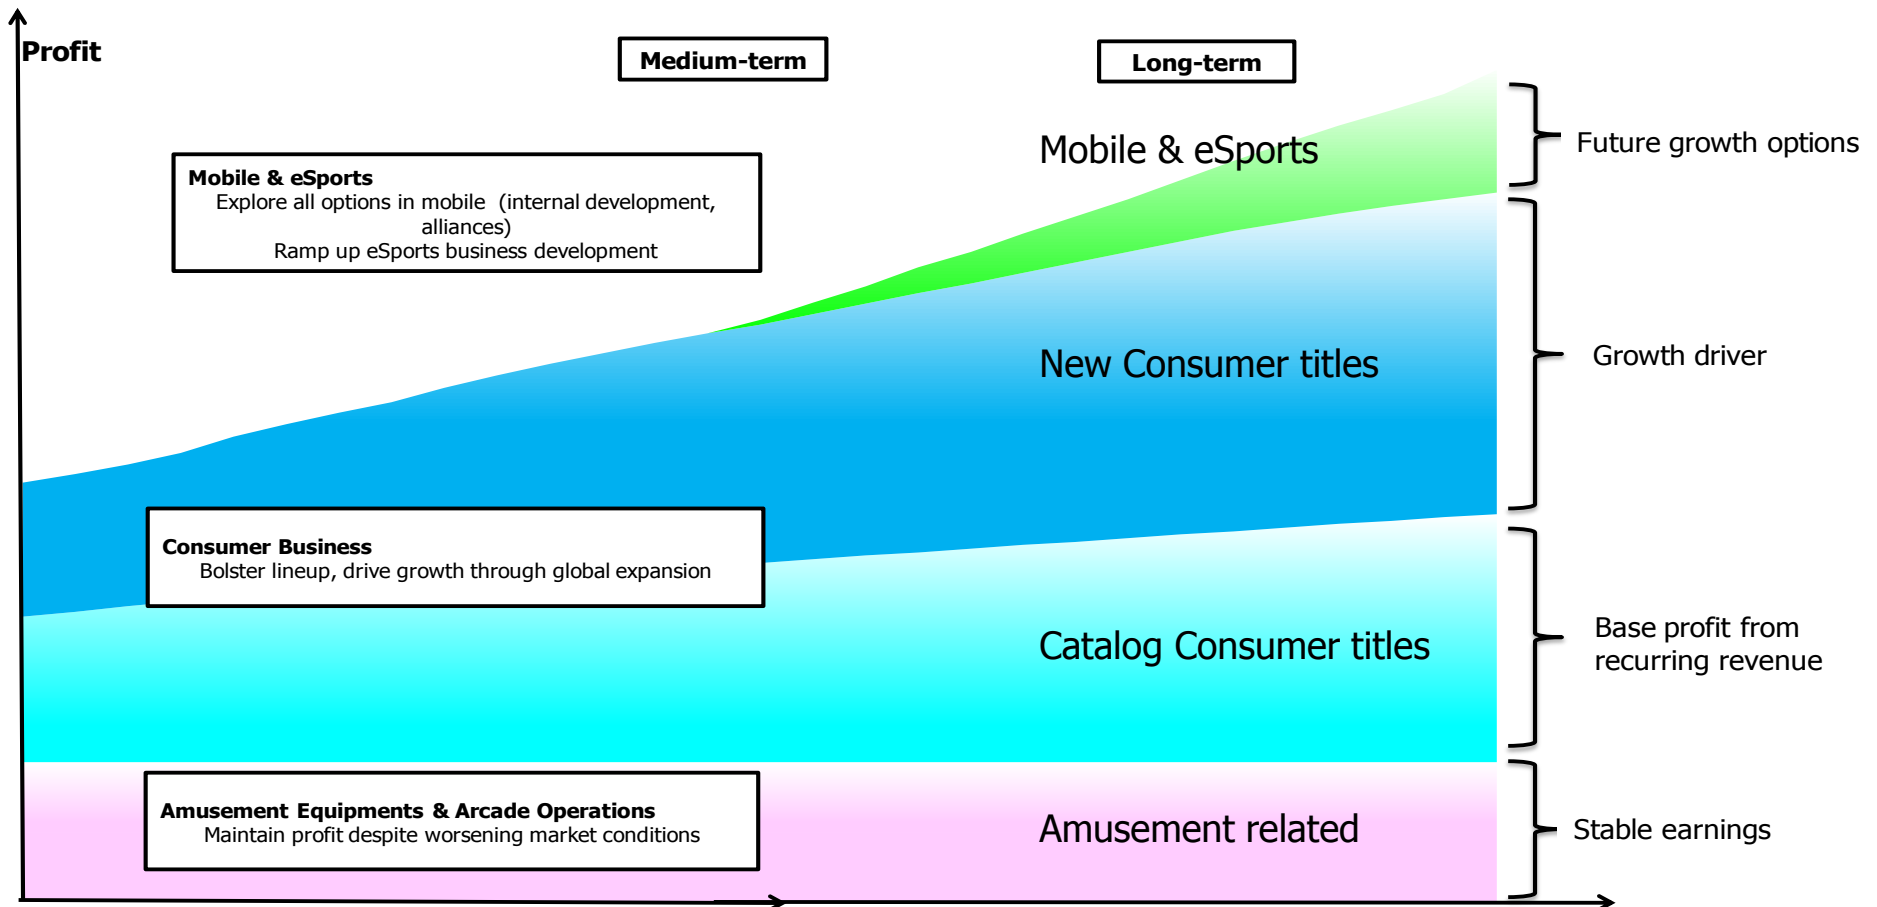 Profit
Medium-term
Long-term
Mobile & eSports
Future growth options
Mobile & eSports
Explore all options in mobile  (internal development,
alliances)
Ramp up eSports business development
New Consumer titles
Growth driver
Consumer Business
Bolster lineup, drive growth through global expansion
Catalog Consumer titles
Base profit from
recurring revenue
Amusement Equipments & Arcade Operations
Maintain profit despite worsening market conditions
Amusement related
Stable earnings